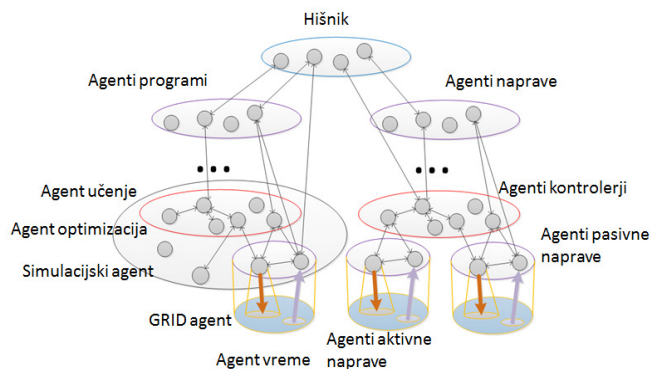 Hišnik
Agenti programi
Agenti naprave
Agent učenje
Agenti kontrolerji
Agent optimizacija
Agenti pasivne
naprave
Simulacijski agent
GRID agent
Agent vreme
Agenti aktivne
naprave